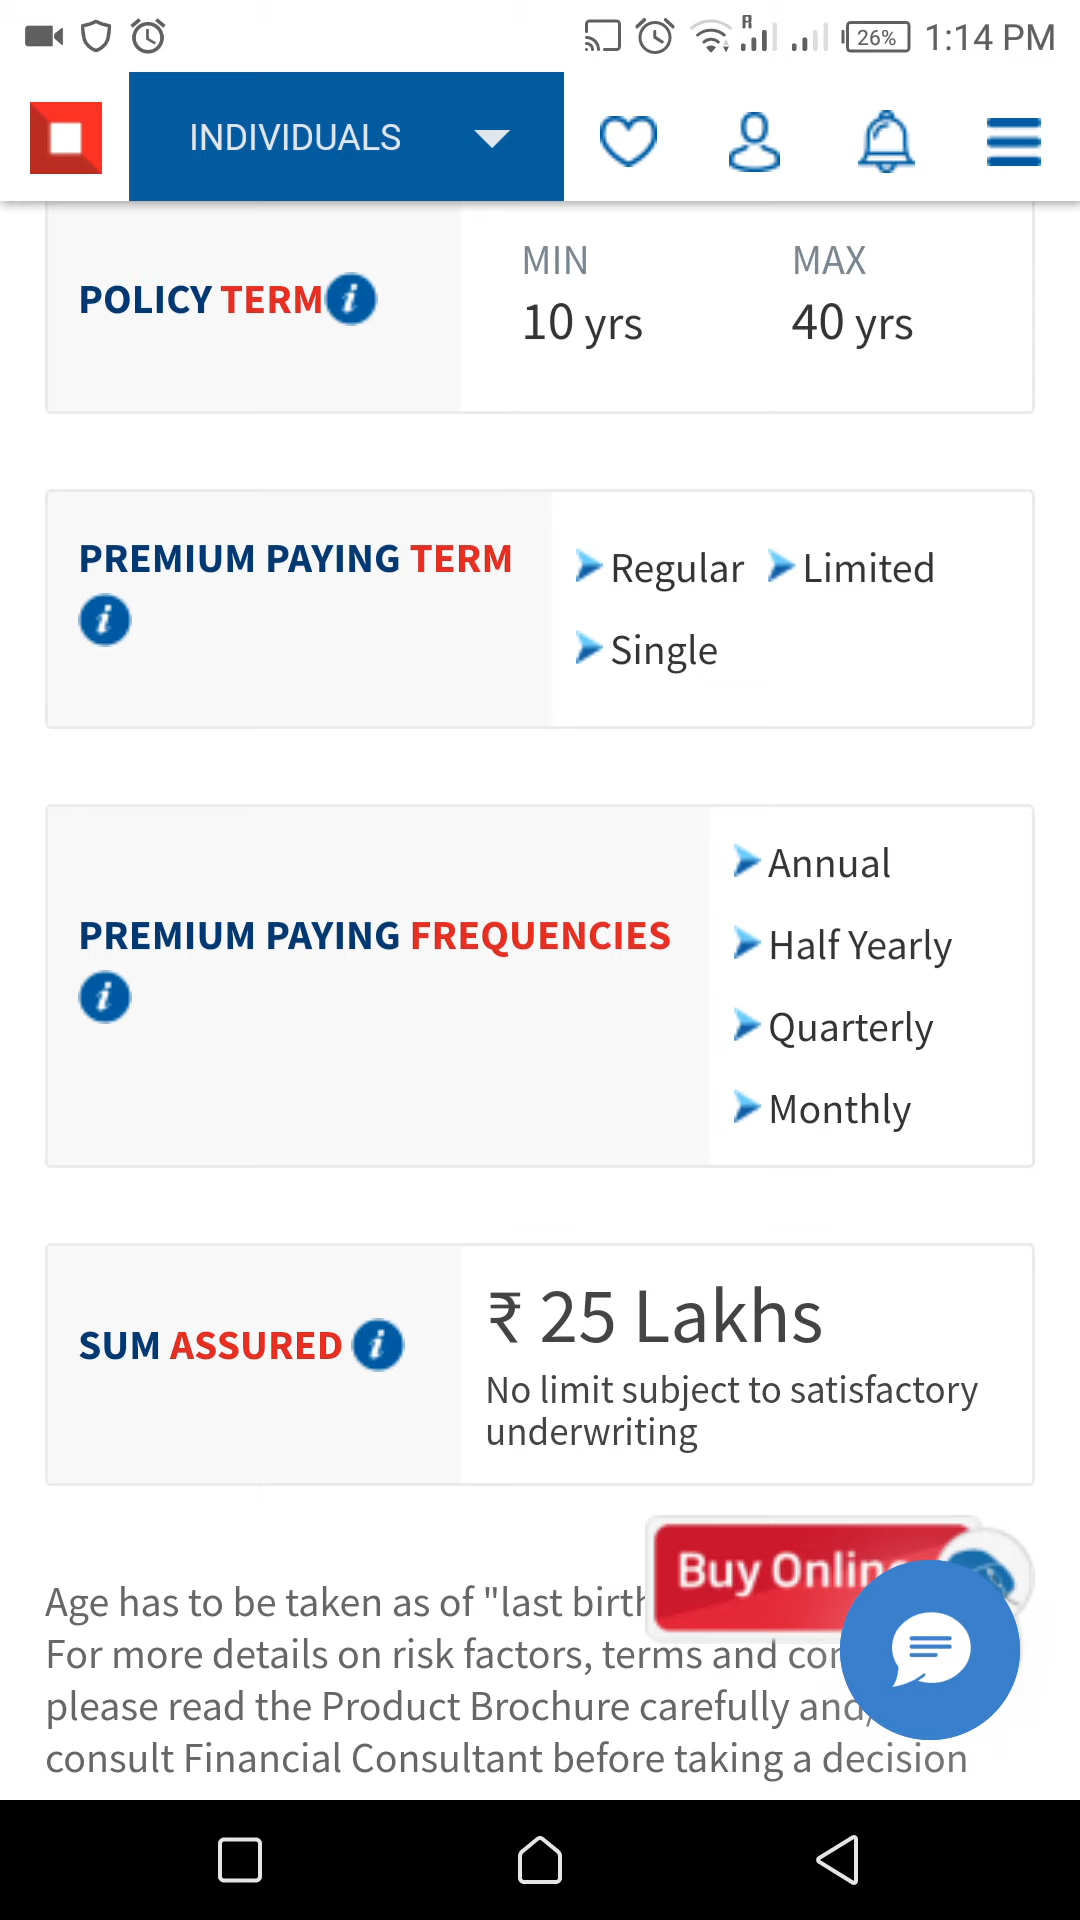 26% 1:14 PM
INDIVIDUALS
MIN MAX
POLICY TERM
10 yrs 40 yrs
PREMIUM PAYING TERM
Regular Limited
Single
Annual
PREMIUM PAYING FREQUENCIES
Half Yearly
Quarterly
Monthly
SUM ASSURED
₹ 25 Lakhs
No limit subject to satisfactory
underwriting
Buy Online
Age has to be taken as of "last birth
For more details on risk factors, terms and con
please read the Product Brochure carefully and/
consult Financial Consultant before taking a decision